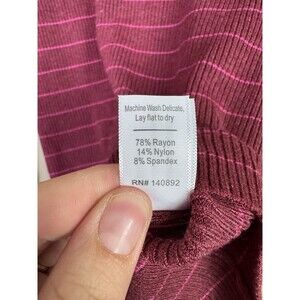 Machine Wash Delicate,
Lay flat to dry
78% Rayon
14% Nylon
8% Spandex
RN# 140892